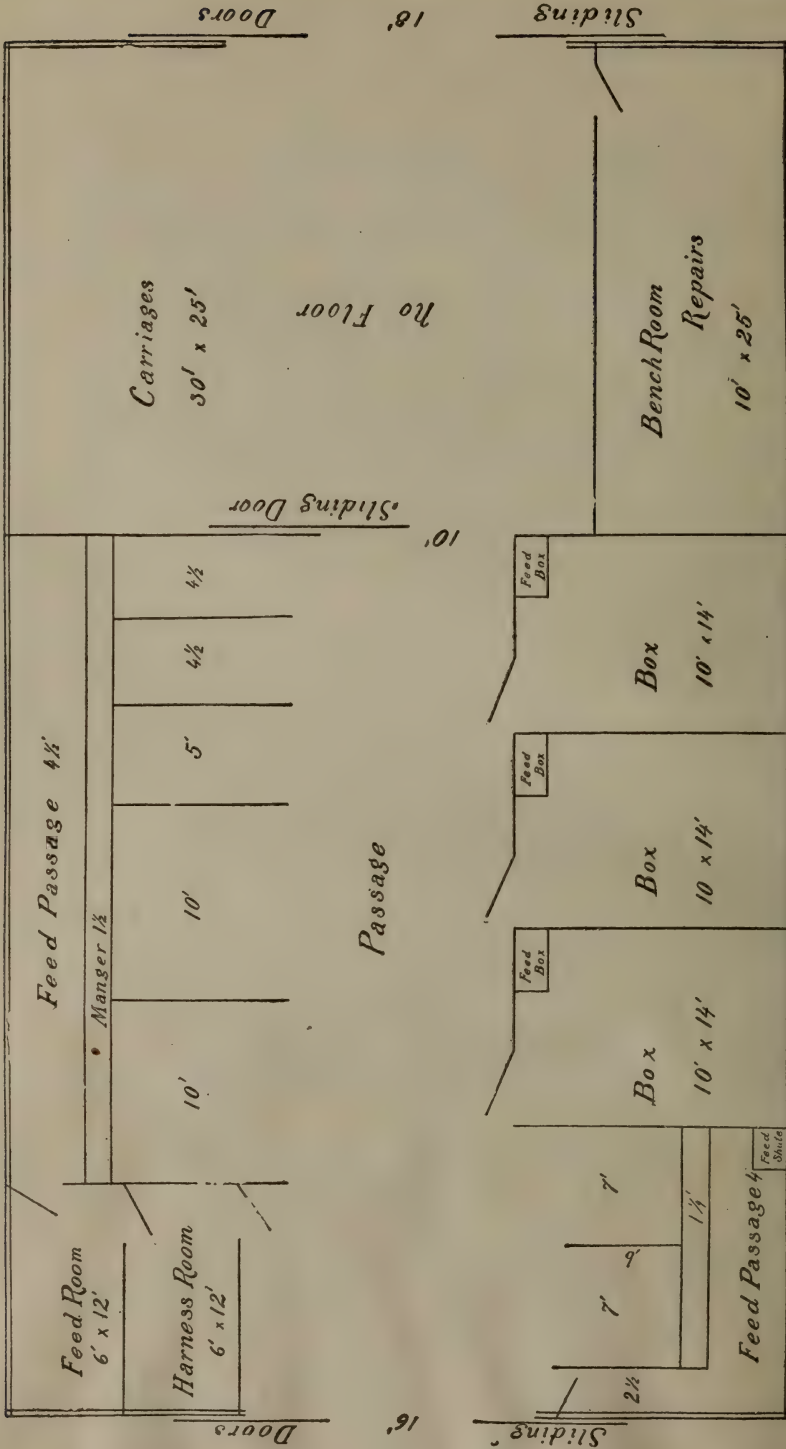 Doors
18'
Sliding
Carriages
30' x 25'
No Floor
Bench Room
Repairs
10' x 25'
Sliding Door
10'
Feed Passage 4½'
Manger 1½
4½
4½
5'
10'
10'
Passage
Feed
Box
Box
10' x 14'
Feed
Box
Box
10 x 14'
Feed
Box
Box
10' x 14'
Feed Room
6' x 12'
Harness Room
6' x 12'
7'
9'
7'
1½'
2½
Feed Passage 4
Feed
Shute
Doors
16'
Sliding